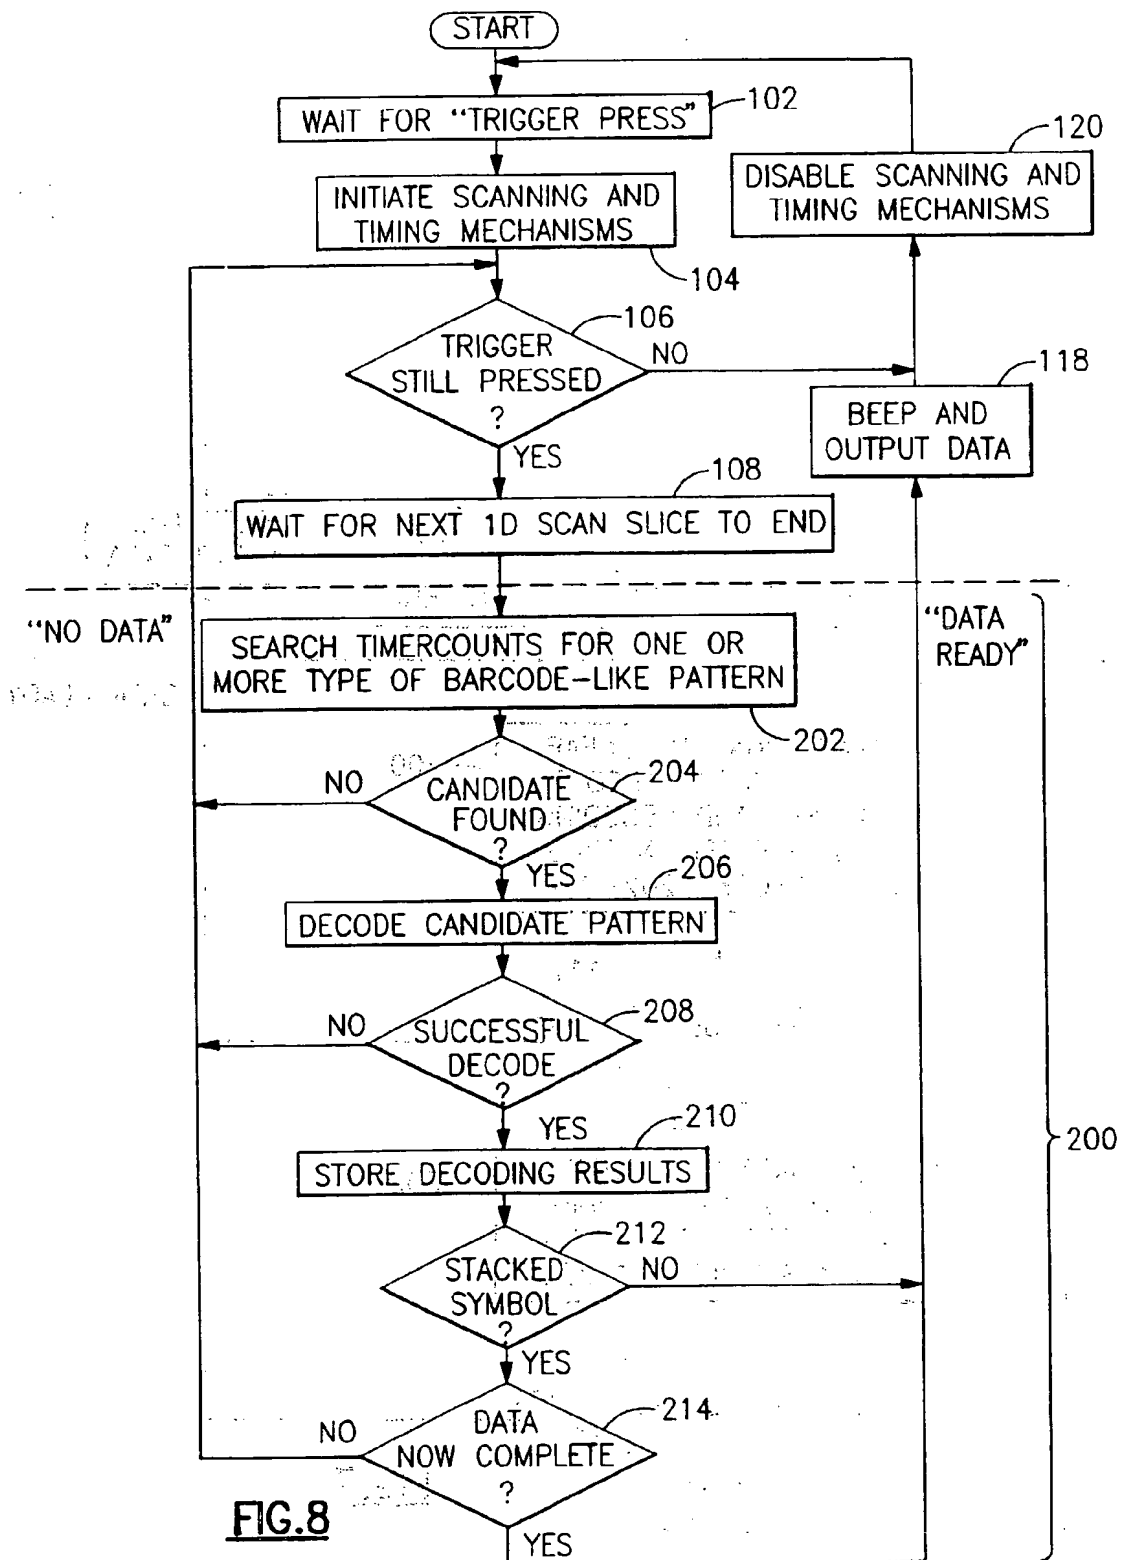 START
WAIT FOR "TRIGGER PRESS"
102
INITIATE SCANNING AND
TIMING MECHANISMS
104
DISABLE SCANNING AND
TIMING MECHANISMS
120
TRIGGER
STILL PRESSED
?
106
NO
YES
BEEP AND
OUTPUT DATA
118
WAIT FOR NEXT 1D SCAN SLICE TO END
108
"NO DATA"
"DATA
READY"
SEARCH TIMERCOUNTS FOR ONE OR
MORE TYPE OF BARCODE-LIKE PATTERN
202
CANDIDATE
FOUND
?
204
NO
YES
DECODE CANDIDATE PATTERN
206
SUCCESSFUL
DECODE
?
208
NO
YES
STORE DECODING RESULTS
210
200
STACKED
SYMBOL
?
212
NO
YES
DATA
NOW COMPLETE
?
214
NO
YES
FIG.8